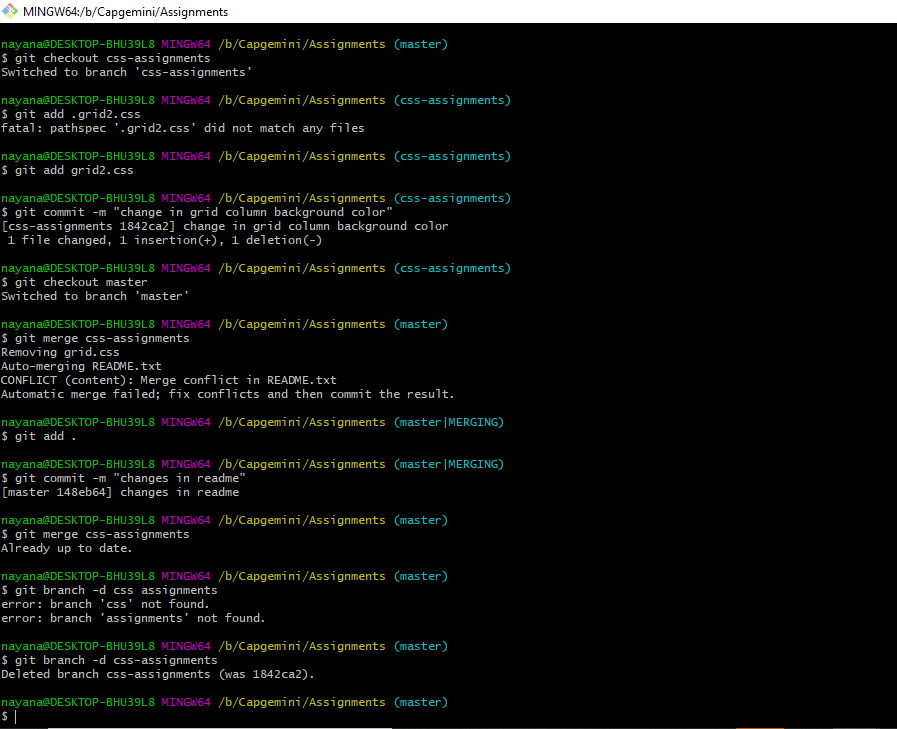 MINGW64:/b/Capgemini/Assignments
nayana@DESKTOP-BHU39L8 MINGW64 /b/Capgemini/Assignments (master)
$ git checkout css-assignments
Switched to branch 'css-assignments'
nayana@DESKTOP-BHU39L8 MINGW64 /b/Capgemini/Assignments (css-assignments)
$ git add .grid2.css
fatal: pathspec '.grid2.css' did not match any files
nayana@DESKTOP-BHU39L8 MINGW64 /b/Capgemini/Assignments (css-assignments)
$ git add grid2.css
nayana@DESKTOP-BHU39L8 MINGW64 /b/Capgemini/Assignments (css-assignments)
$ git commit -m "change in grid column background color"
[css-assignments 1842ca2] change in grid column background color
1 file changed, 1 insertion(+), 1 deletion(-)
nayana@DESKTOP-BHU39L8 MINGW64 /b/Capgemini/Assignments (css-assignments)
$ git checkout master
Switched to branch 'master'
nayana@DESKTOP-BHU39L8 MINGW64 /b/Capgemini/Assignments (master)
$ git merge css-assignments
Removing grid.css
Auto-merging README.txt
CONFLICT (content): Merge conflict in README.txt
Automatic merge failed; fix conflicts and then commit the result.
nayana@DESKTOP-BHU39L8 MINGW64 /b/Capgemini/Assignments (master|MERGING)
$ git add .
nayana@DESKTOP-BHU39L8 MINGW64 /b/Capgemini/Assignments (master|MERGING)
$ git commit -m "changes in readme"
[master 148eb64] changes in readme
nayana@DESKTOP-BHU39L8 MINGW64 /b/Capgemini/Assignments (master)
$ git merge css-assignments
Already up to date.
nayana@DESKTOP-BHU39L8 MINGW64 /b/Capgemini/Assignments (master)
$ git branch -d css assignments
error: branch 'css' not found.
error: branch 'assignments' not found.
nayana@DESKTOP-BHU39L8 MINGW64 /b/Capgemini/Assignments (master)
$ git branch -d css-assignments
Deleted branch css-assignments (was 1842ca2).
nayana@DESKTOP-BHU39L8 MINGW64 /b/Capgemini/Assignments (master)
$